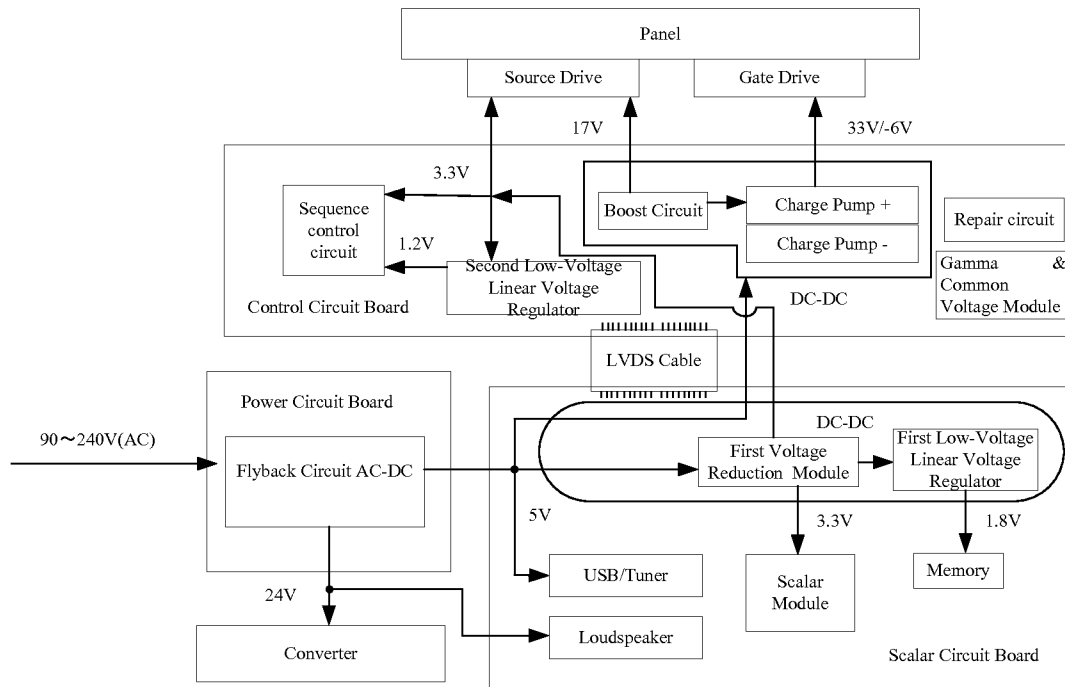 Panel
Source Drive
Gate Drive
17V
33V/-6V
3.3V
Sequence
control
circuit
1.2V
Boost Circuit
Charge Pump +
Charge Pump -
Repair circuit
Second Low-Voltage
Linear Voltage
Regulator
Gamma &
Common
Voltage Module
Control Circuit Board
DC-DC
LVDS Cable
Power Circuit Board
90～240V(AC)
Flyback Circuit AC-DC
DC-DC
First Voltage
Reduction Module
First Low-Voltage
Linear Voltage
Regulator
5V
3.3V
1.8V
USB/Tuner
Scalar
Module
Memory
24V
Loudspeaker
Converter
Scalar Circuit Board